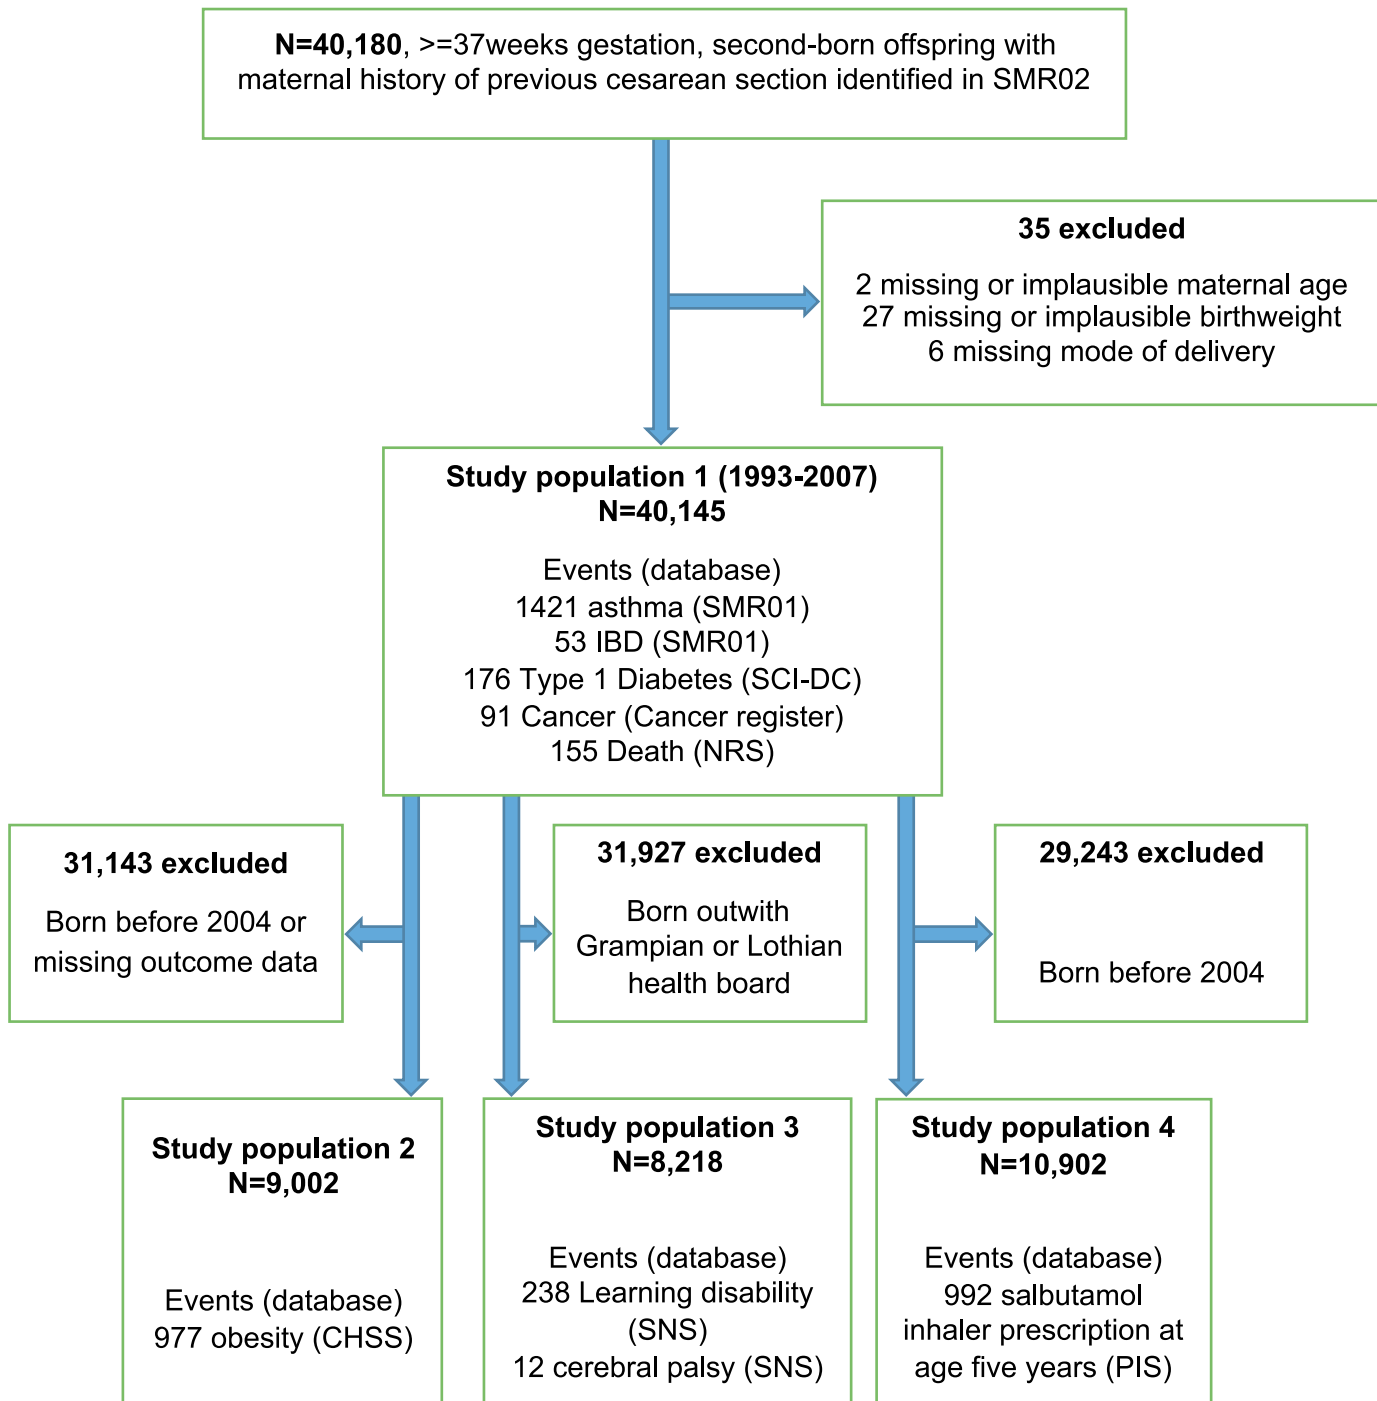 N=40,180, >=37weeks gestation, second-born offspring with
maternal history of previous cesarean section identified in SMR02
35 excluded
2 missing or implausible maternal age
27 missing or implausible birthweight
6 missing mode of delivery
Study population 1 (1993-2007)
N=40,145
Events (database)
1421 asthma (SMR01)
53 IBD (SMR01)
176 Type 1 Diabetes (SCI-DC)
91 Cancer (Cancer register)
155 Death (NRS)
31,143 excluded
Born before 2004 or
missing outcome data
31,927 excluded
Born outwith
Grampian or Lothian
health board
29,243 excluded
Born before 2004
Study population 2
N=9,002
Events (database)
977 obesity (CHSS)
Study population 3
N=8,218
Events (database)
238 Learning disability
(SNS)
12 cerebral palsy (SNS)
Study population 4
N=10,902
Events (database)
992 salbutamol
inhaler prescription at
age five years (PIS)